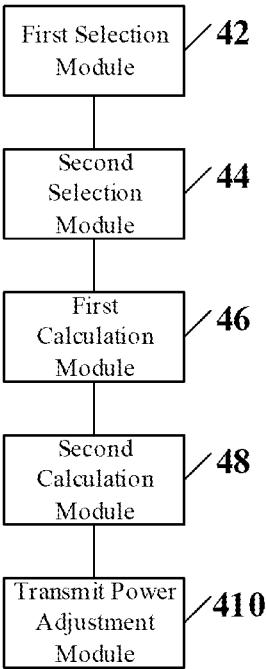 First Selection
Module
42
Second
Selection
Module
44
First
Calculation
Module
46
Second
Calculation
Module
48
Transmit Power
Adjustment
Module
410